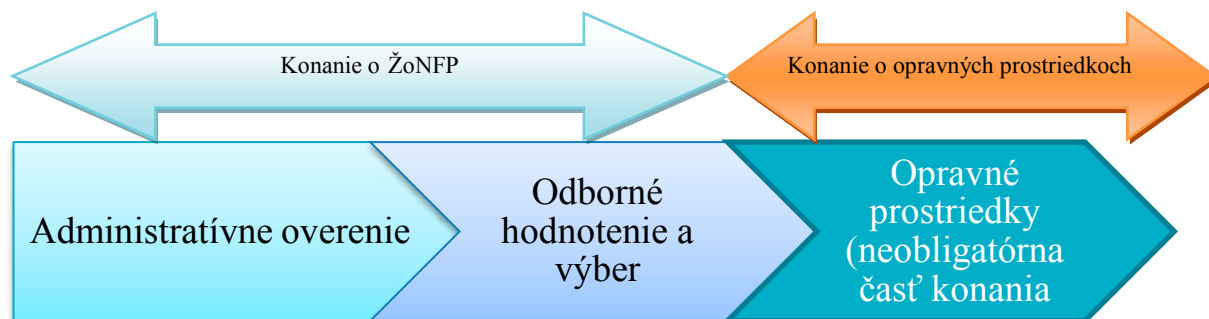 Konanie o ŽoNFP
Konanie o opravných prostriedkoch
Administratívne overenie
Odborné
hodnotenie a
výber
Opravné
prostriedky
(neobligatórna
časť konania